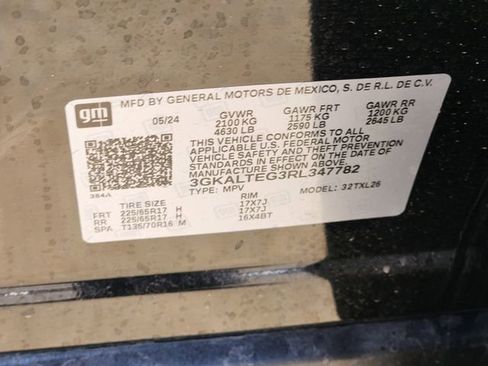 gm
MFD BY GENERAL MOTORS DE MEXICO, S. DE R.L. DE C.V.
05/24 GVWR GAWR FRT GAWR RR
2100 KG 1175 KG 1200 KG
4630 LB 2590 LB 2645 LB
THIS VEHICLE CONFORMS TO ALL
APPLICABLE U.S. FEDERAL MOTOR
VEHICLE SAFETY, BUMPER, AND
THEFT PREVENTION STANDARDS IN
EFFECT ON THE DATE OF
MANUFACTURE SHOWN ABOVE.
3GKALTEG3RL347782
384A TYPE: MPV MODEL: 32TXL26
TIRE SIZE RIM
FRT 225/65R17 H 17X7J
RR 225/65R17 H 17X7J
SPA T135/70R16 M 16X4BT